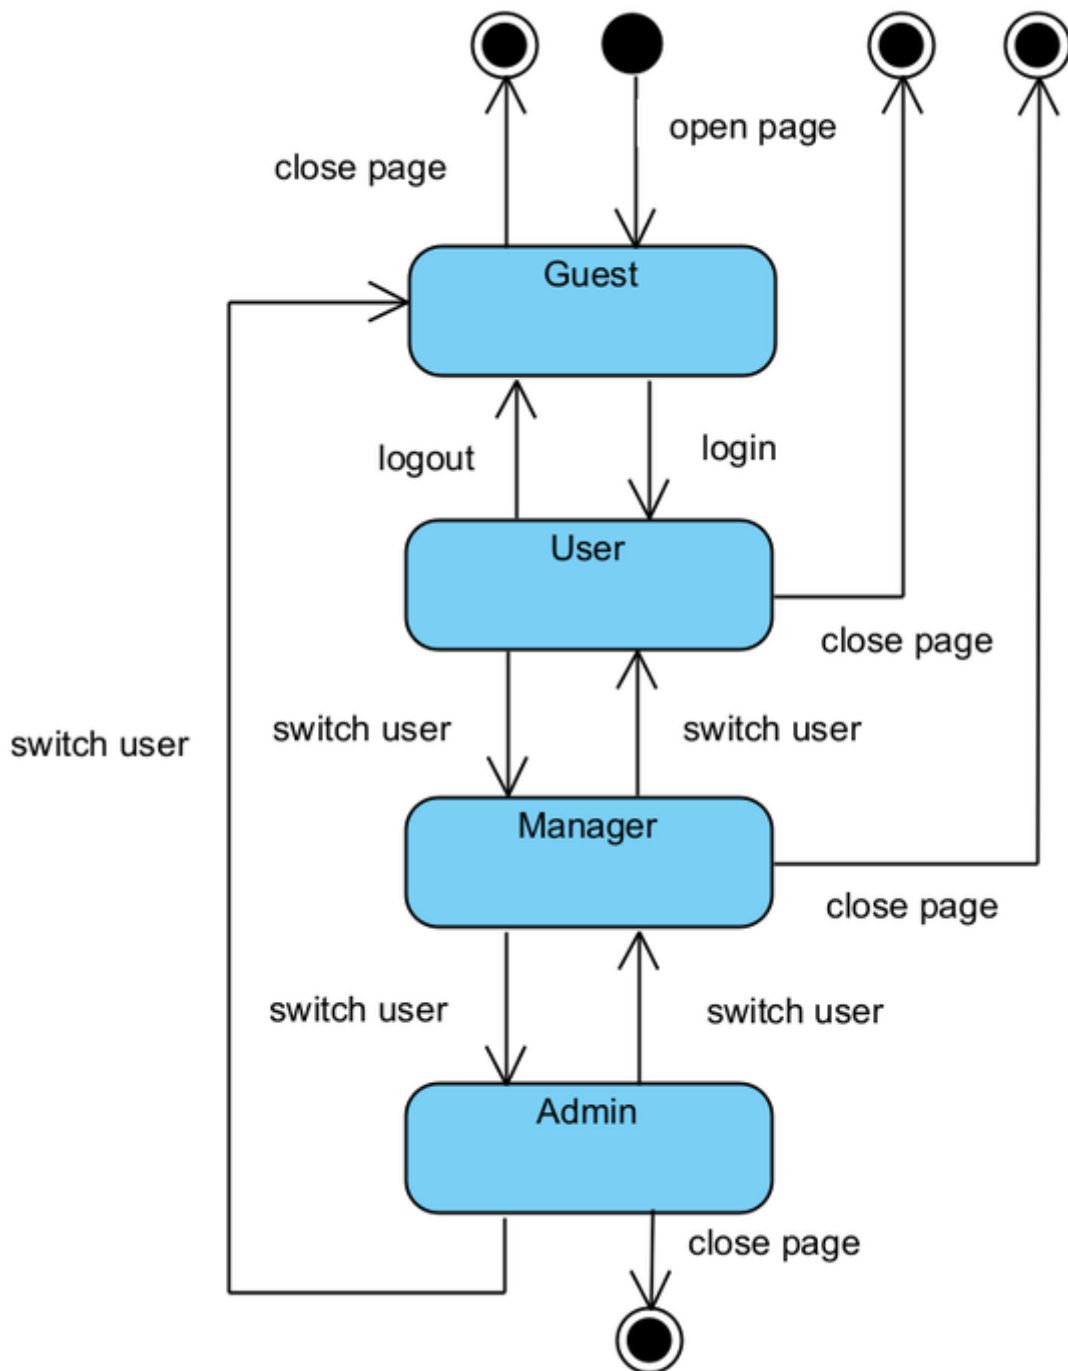 open page
close page
Guest
logout
login
User
close page
switch user
switch user
switch user
Manager
close page
switch user
switch user
Admin
close page